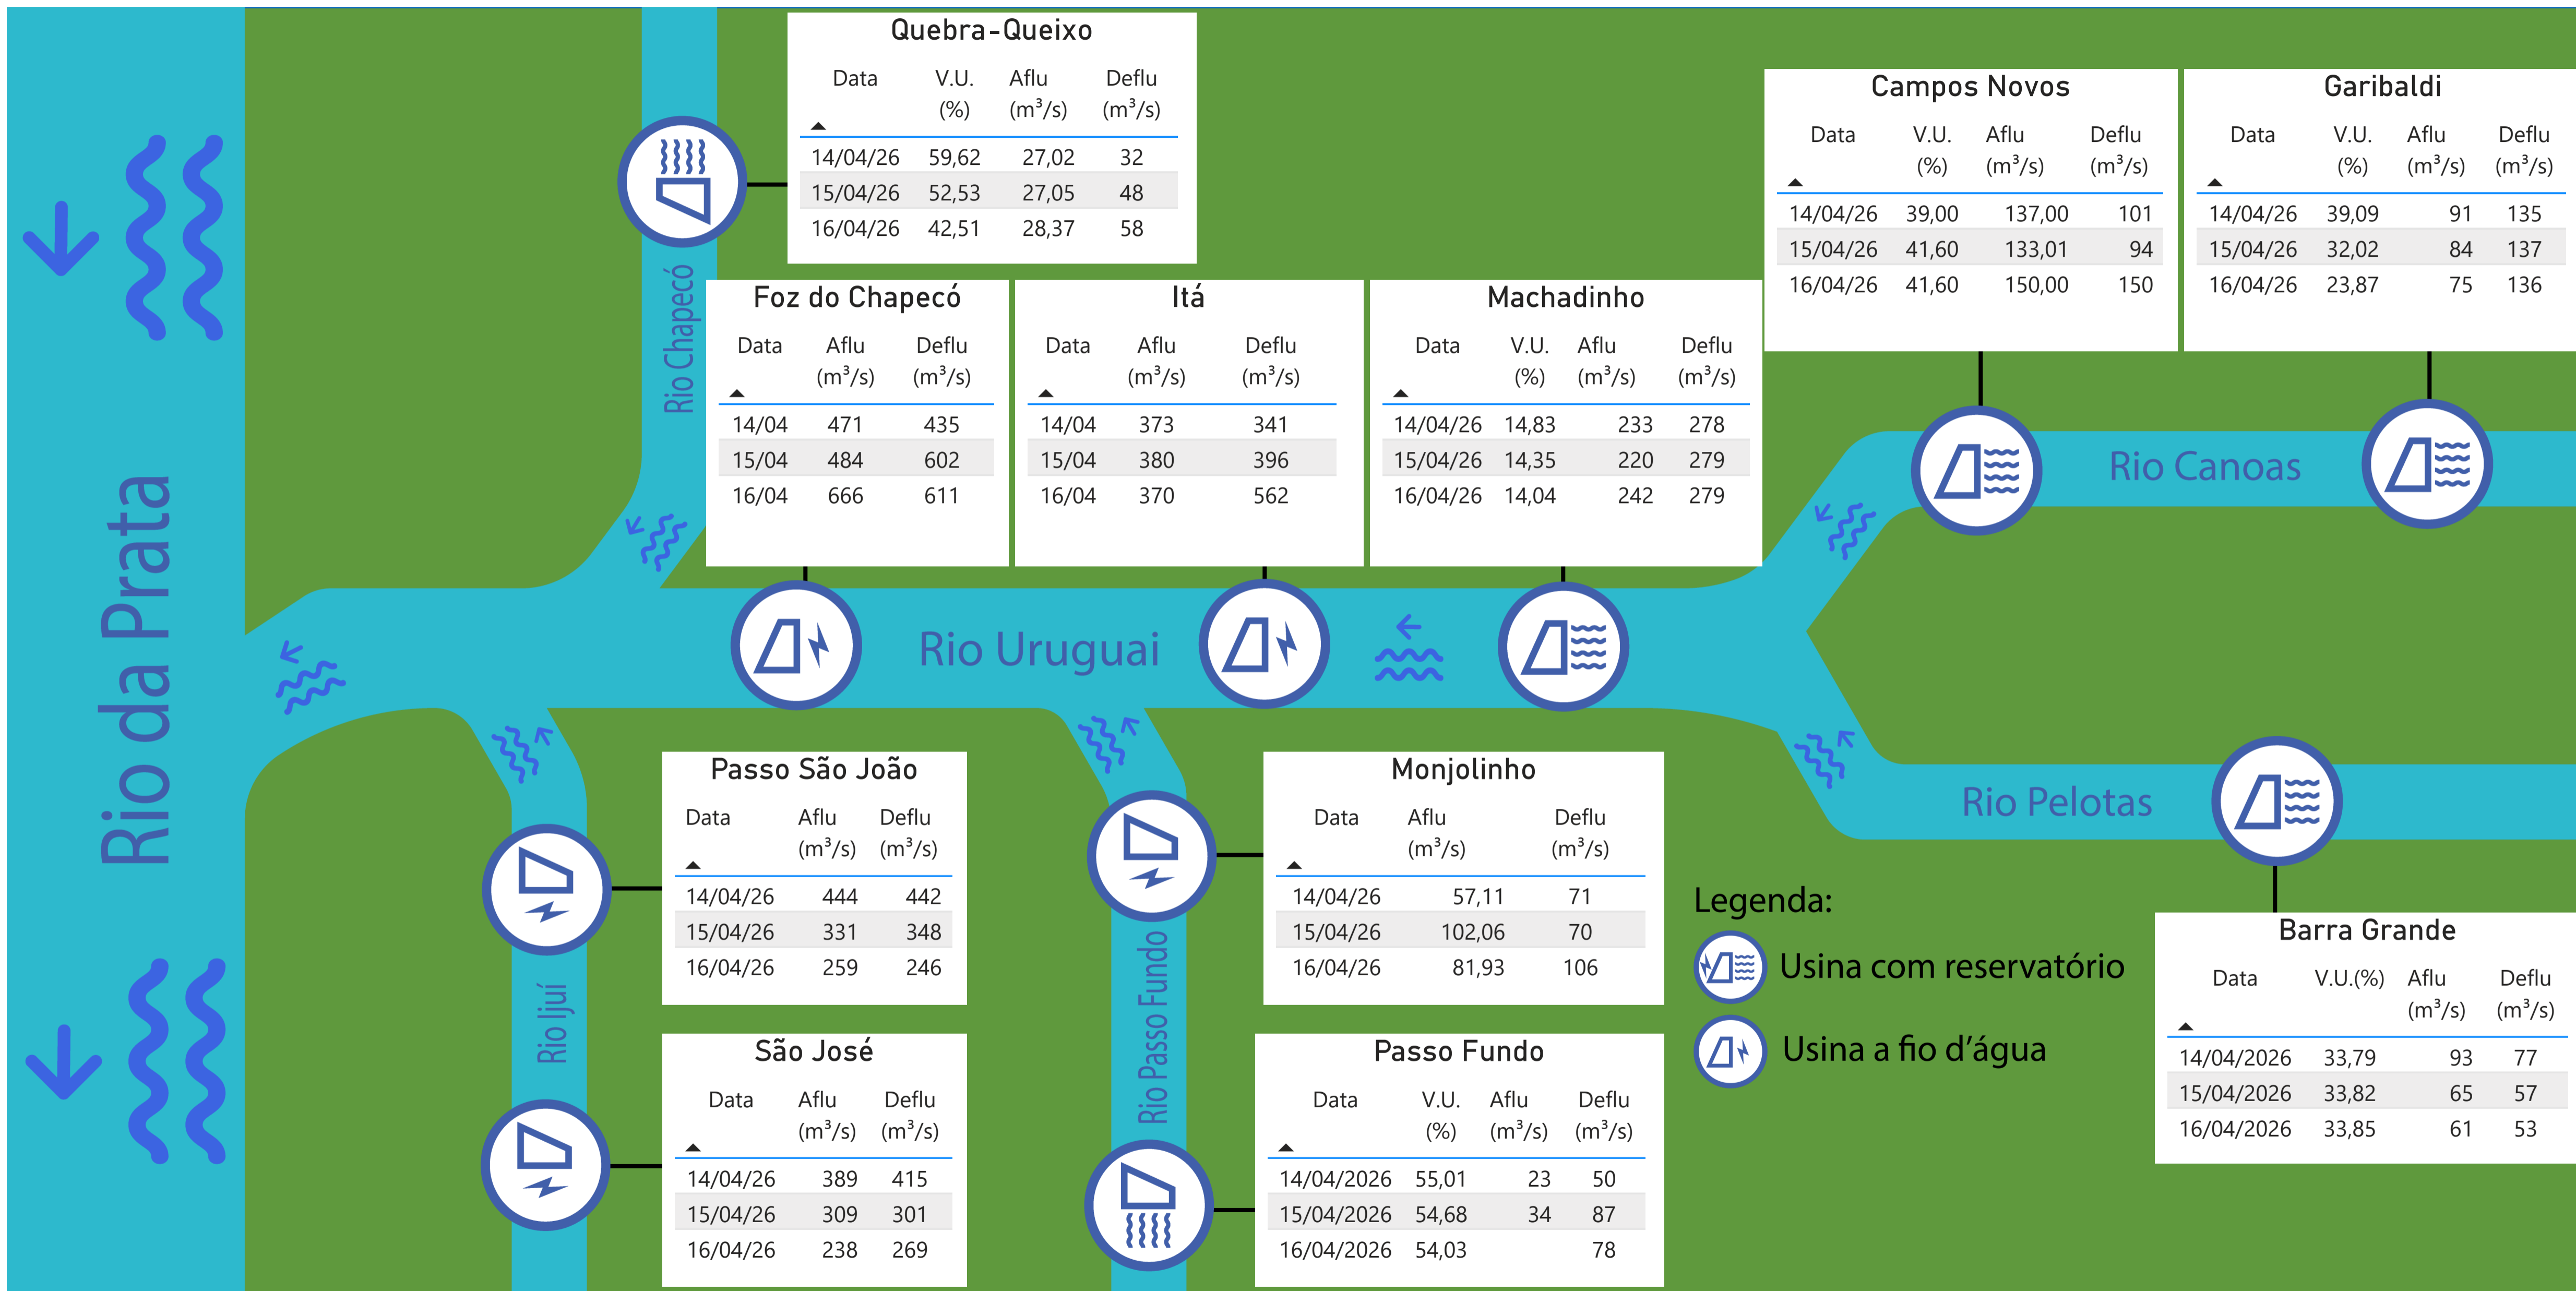 Quebra-Queixo
Data V.U. (%) Aflu (m³/s) Deflu (m³/s)
14/04/26 59,62 27,02 32
15/04/26 52,53 27,05 48
16/04/26 42,51 28,37 58
Campos Novos
Data V.U. (%) Aflu (m³/s) Deflu (m³/s)
14/04/26 39,00 137,00 101
15/04/26 41,60 133,01 94
16/04/26 41,60 150,00 150
Garibaldi
Data V.U. (%) Aflu (m³/s) Deflu (m³/s)
14/04/26 39,09 91 135
15/04/26 32,02 84 137
16/04/26 23,87 75 136
Rio Chapecó
Foz do Chapecó
Data Aflu (m³/s) Deflu (m³/s)
14/04 471 435
15/04 484 602
16/04 666 611
Itá
Data Aflu (m³/s) Deflu (m³/s)
14/04 373 341
15/04 380 396
16/04 370 562
Machadinho
Data V.U. (%) Aflu (m³/s) Deflu (m³/s)
14/04/26 14,83 233 278
15/04/26 14,35 220 279
16/04/26 14,04 242 279
Rio Canoas
Rio da Prata
Rio Uruguai
Rio Pelotas
Passo São João
Data Aflu (m³/s) Deflu (m³/s)
14/04/26 444 442
15/04/26 331 348
16/04/26 259 246
Monjolinho
Data Aflu (m³/s) Deflu (m³/s)
14/04/26 57,11 71
15/04/26 102,06 70
16/04/26 81,93 106
Legenda:
Usina com reservatório
Usina a fio d’água
Barra Grande
Data V.U.(%) Aflu (m³/s) Deflu (m³/s)
14/04/2026 33,79 93 77
15/04/2026 33,82 65 57
16/04/2026 33,85 61 53
Rio Ijuí
São José
Data Aflu (m³/s) Deflu (m³/s)
14/04/26 389 415
15/04/26 309 301
16/04/26 238 269
Rio Passo Fundo
Passo Fundo
Data V.U. (%) Aflu (m³/s) Deflu (m³/s)
14/04/2026 55,01 23 50
15/04/2026 54,68 34 87
16/04/2026 54,03 78